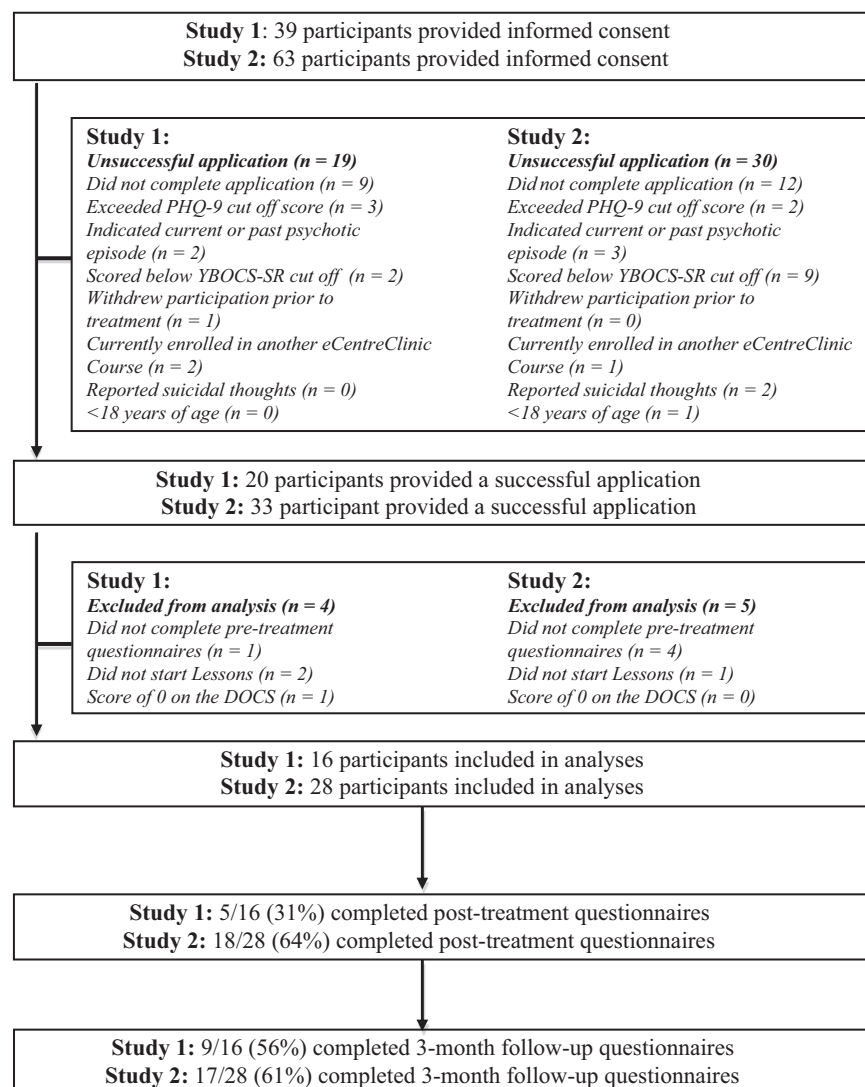 Study 1: 39 participants provided informed consent
Study 2: 63 participants provided informed consent
Study 1:
Unsuccessful application (n = 19)
Did not complete application (n = 9)
Exceeded PHQ-9 cut off score (n = 3)
Indicated current or past psychotic
episode (n = 2)
Scored below YBOCS-SR cut off (n = 2)
Withdrew participation prior to
treatment (n = 1)
Currently enrolled in another eCentreClinic
Course (n = 2)
Reported suicidal thoughts (n = 0)
<18 years of age (n = 0)
Study 2:
Unsuccessful application (n = 30)
Did not complete application (n = 12)
Exceeded PHQ-9 cut off score (n = 2)
Indicated current or past psychotic
episode (n = 3)
Scored below YBOCS-SR cut off (n = 9)
Withdrew participation prior to
treatment (n = 0)
Currently enrolled in another eCentreClinic
Course (n = 1)
Reported suicidal thoughts (n = 2)
<18 years of age (n = 1)
Study 1: 20 participants provided a successful application
Study 2: 33 participant provided a successful application
Study 1:
Excluded from analysis (n = 4)
Did not complete pre-treatment
questionnaires (n = 1)
Did not start Lessons (n = 2)
Score of 0 on the DOCS (n = 1)
Study 2:
Excluded from analysis (n = 5)
Did not complete pre-treatment
questionnaires (n = 4)
Did not start Lessons (n = 1)
Score of 0 on the DOCS (n = 0)
Study 1: 16 participants included in analyses
Study 2: 28 participants included in analyses
Study 1: 5/16 (31%) completed post-treatment questionnaires
Study 2: 18/28 (64%) completed post-treatment questionnaires
Study 1: 9/16 (56%) completed 3-month follow-up questionnaires
Study 2: 17/28 (61%) completed 3-month follow-up questionnaires